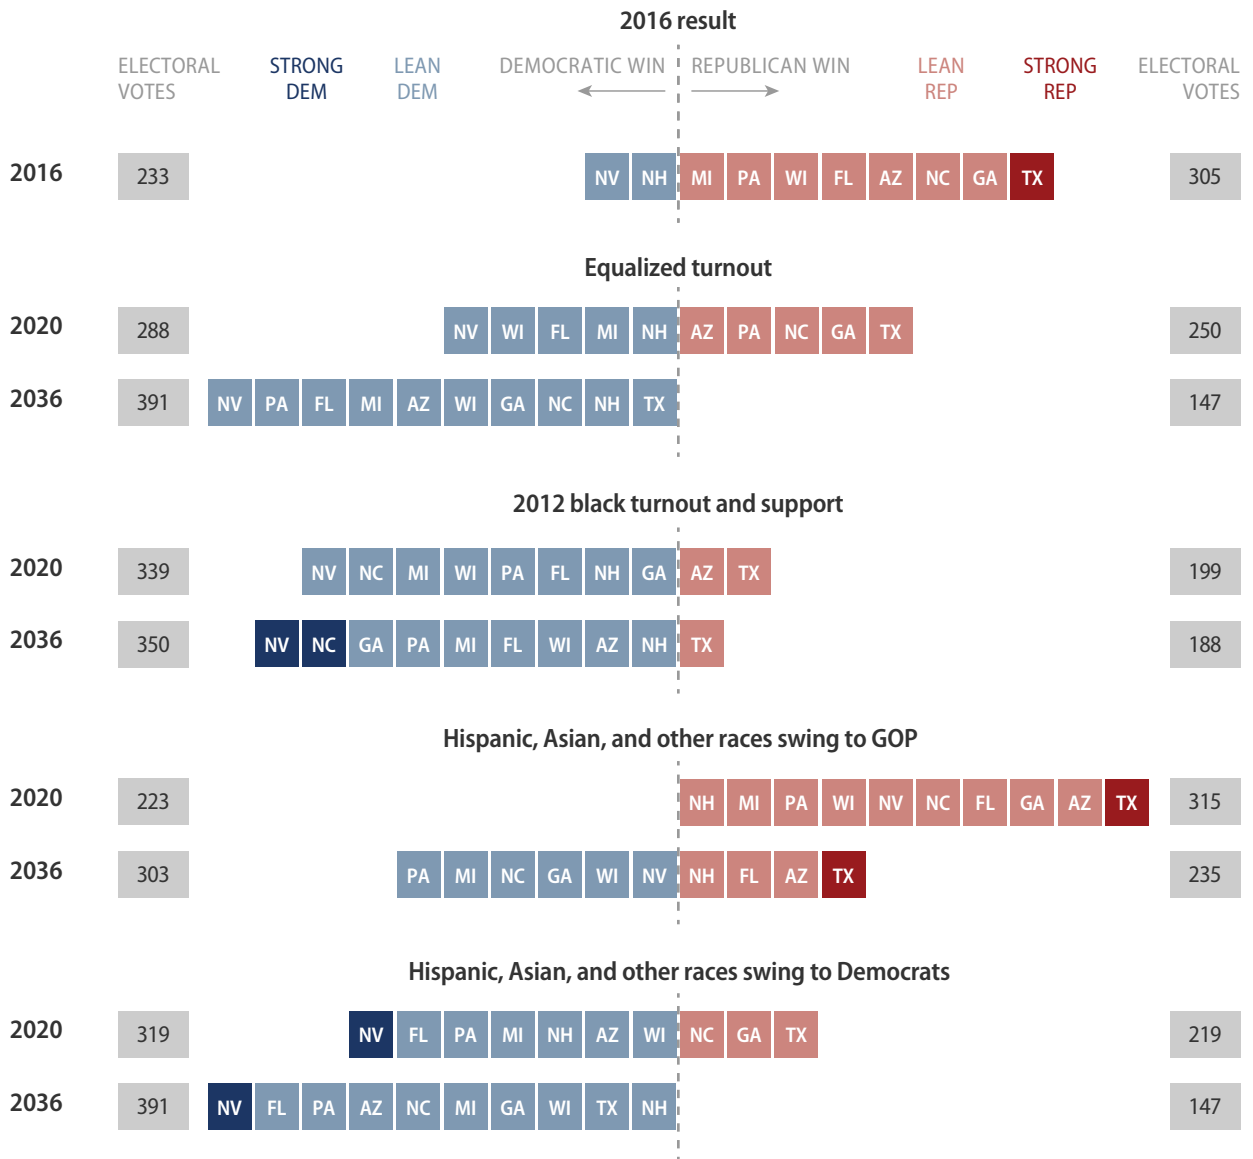 2016 result
ELECTORAL VOTES STRONG DEM LEAN DEM DEMOCRATIC WIN REPUBLICAN WIN LEAN REP STRONG REP ELECTORAL VOTES
2016 233 NV NH MI PA WI FL AZ NC GA TX 305
Equalized turnout
2020 288 NV WI FL MI NH AZ PA NC GA TX 250
2036 391 NV PA FL MI AZ WI GA NC NH TX 147
2012 black turnout and support
2020 339 NV NC MI WI PA FL NH GA AZ TX 199
2036 350 NV NC GA PA MI FL WI AZ NH TX 188
Hispanic, Asian, and other races swing to GOP
2020 223 NH MI PA WI NV NC FL GA AZ TX 315
2036 303 PA MI NC GA WI NV NH FL AZ TX 235
Hispanic, Asian, and other races swing to Democrats
2020 319 NV FL PA MI NH AZ WI NC GA TX 219
2036 391 NV FL PA AZ NC MI GA WI TX NH 147